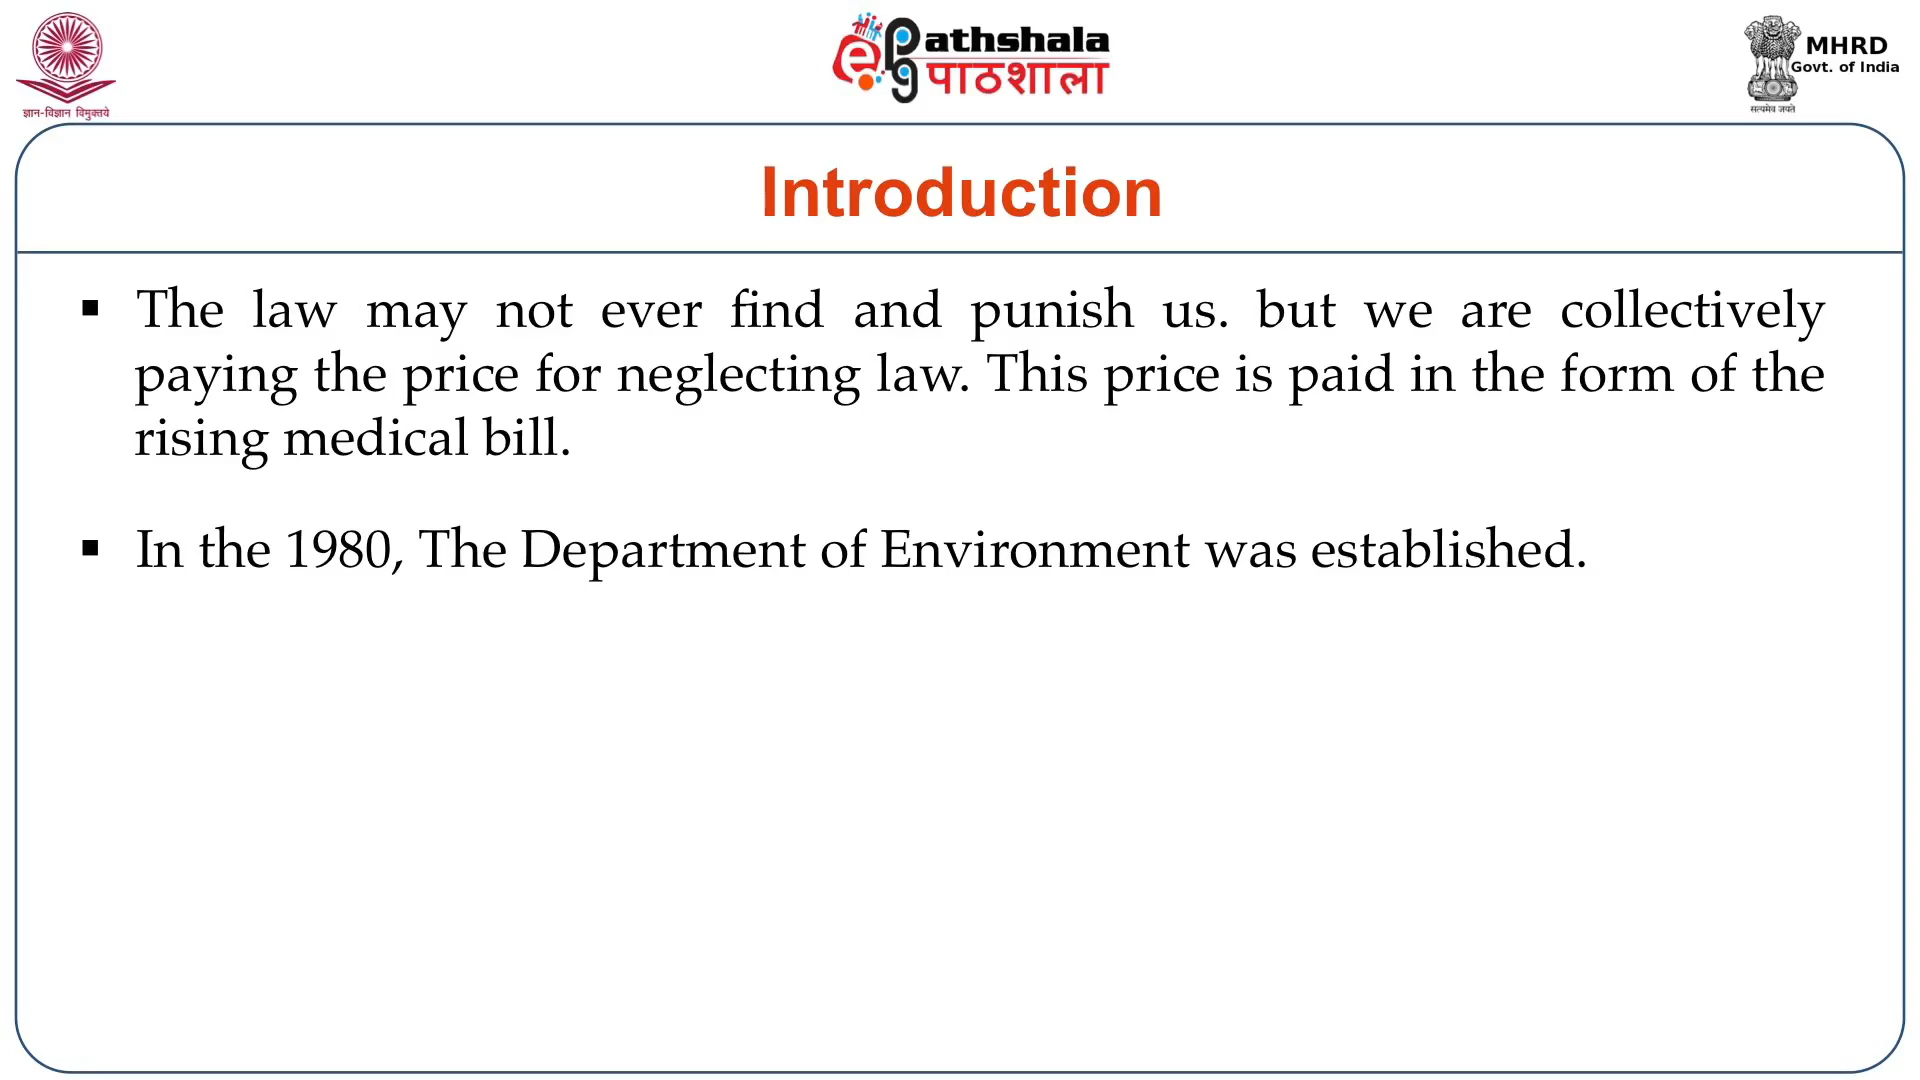 ज्ञान-विज्ञान विमुक्तये
e
Pathshala
पाठशाला
pg
MHRD
Govt. of India
सत्यमेव जयते
Introduction
▪ The law may not ever find and punish us. but we are collectively
paying the price for neglecting law. This price is paid in the form of the
rising medical bill.
▪ In the 1980, The Department of Environment was established.